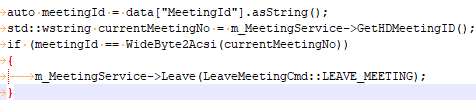 auto meetingId = data["MeetingId"].asString();
std::wstring currentMeetingNo = m_MeetingService->GetHDMeetingID();
if (meetingId == WideByte2Acsi(currentMeetingNo))
{
    m_MeetingService->Leave(LeaveMeetingCmd::LEAVE_MEETING);
}